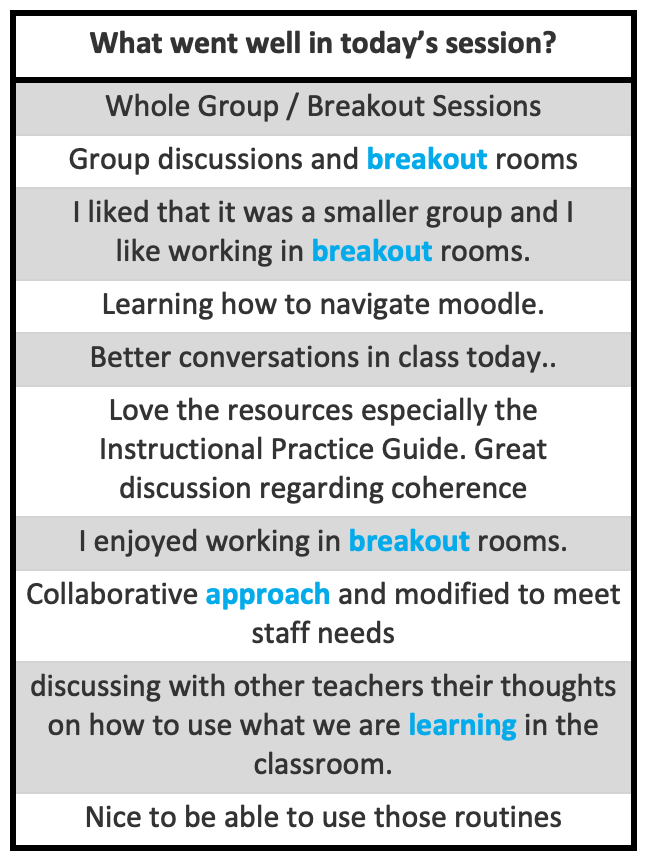 What went well in today’s session?
Whole Group / Breakout Sessions
Group discussions and breakout rooms
I liked that it was a smaller group and I
like working in breakout rooms.
Learning how to navigate moodle.
Better conversations in class today..
Love the resources especially the
Instructional Practice Guide. Great
discussion regarding coherence
I enjoyed working in breakout rooms.
Collaborative approach and modified to meet
staff needs
discussing with other teachers their thoughts
on how to use what we are learning in the
classroom.
Nice to be able to use those routines